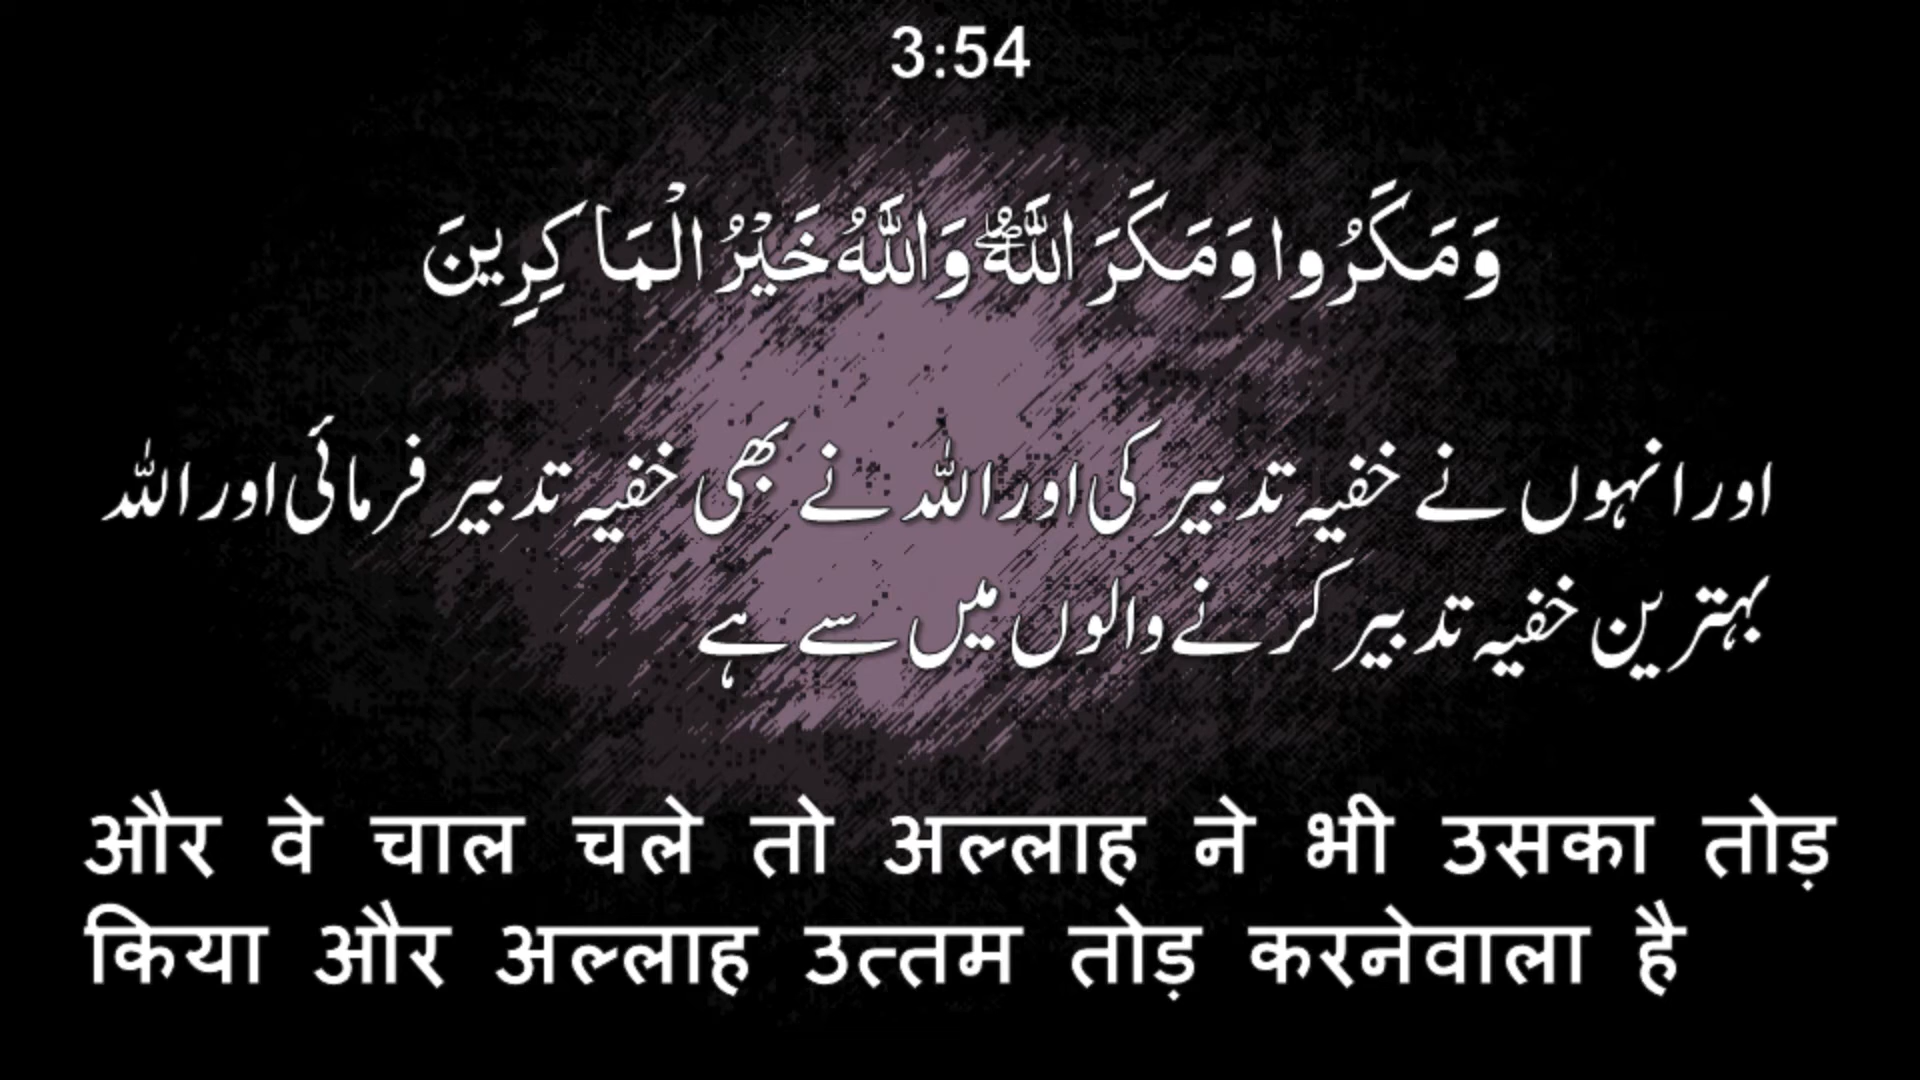 3:54
وَمَكَرُوا وَمَكَرَ اللَّهُ ۖ وَاللَّهُ خَيْرُ الْمَاكِرِينَ
اور انہوں نے خفیہ تدبیر کی اور اللہ نے بھی خفیہ تدبیر فرمائی اور اللہ
بہترین خفیہ تدبیر کرنے والوں میں سے ہے
और वे चाल चले तो अल्लाह ने भी उसका तोड़
किया और अल्लाह उत्तम तोड़ करनेवाला है